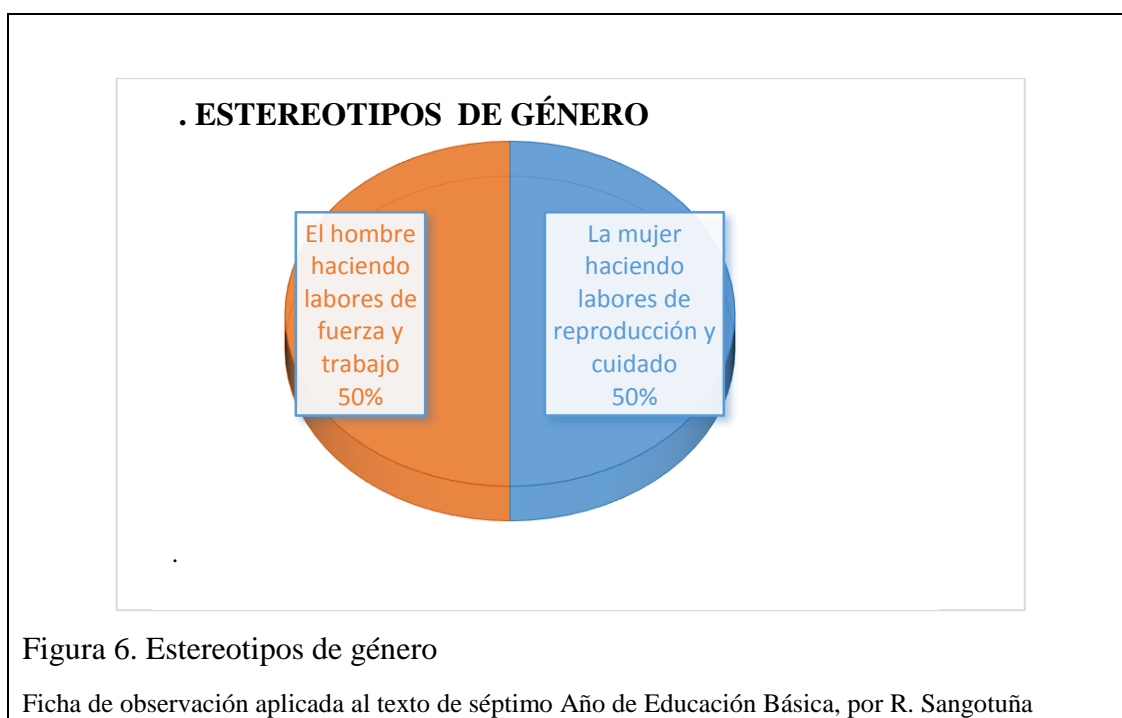 . ESTEREOTIPOS DE GÉNERO
El hombre
haciendo
labores de
fuerza y
trabajo
50%
La mujer
haciendo
labores de
reproducción y
cuidado
50%
.
Figura 6. Estereotipos de género
Ficha de observación aplicada al texto de séptimo Año de Educación Básica, por R. Sangotuña